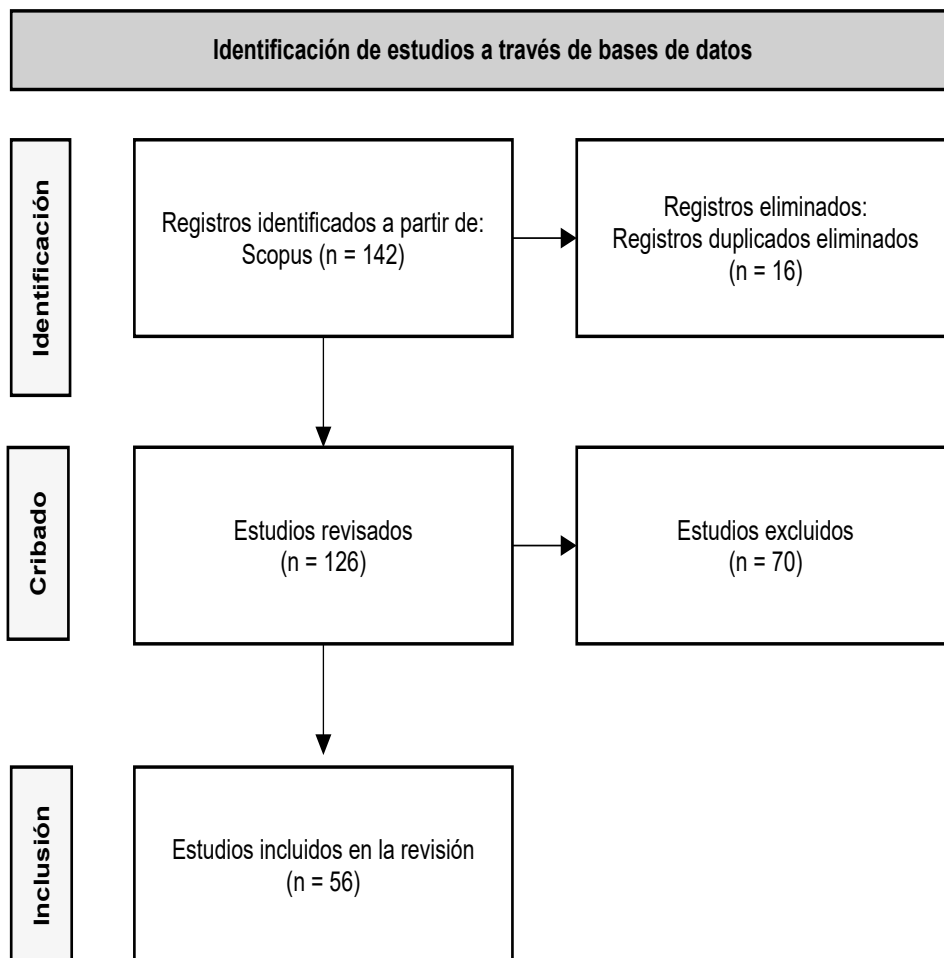 Identificación de estudios a través de bases de datos
Identificación
Registros identificados a partir de:
Scopus (n = 142)
Registros eliminados:
Registros duplicados eliminados
(n = 16)
Cribado
Estudios revisados
(n = 126)
Estudios excluidos
(n = 70)
Inclusión
Estudios incluidos en la revisión
(n = 56)